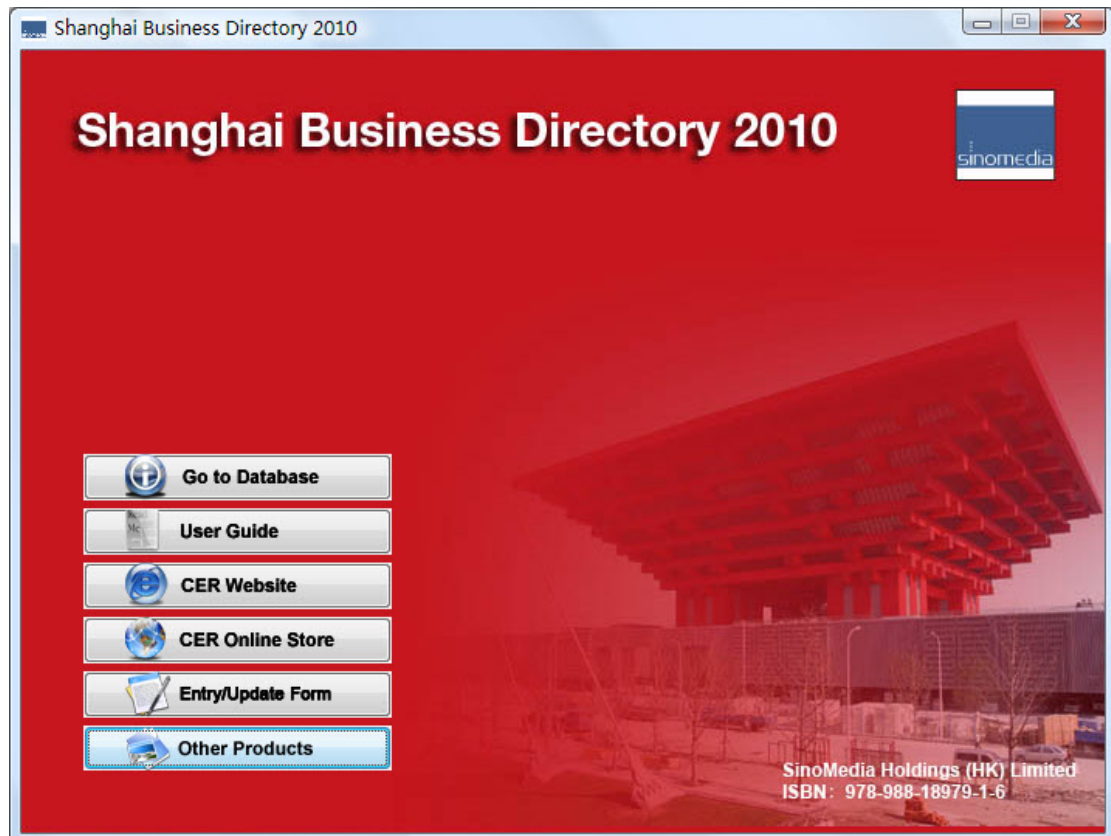 Shanghai Business Directory 2010
Shanghai Business Directory 2010
sinomedia
Go to Database
User Guide
CER Website
CER Online Store
Entry/Update Form
Other Products
SinoMedia Holdings (HK) Limited
ISBN: 978-988-18979-1-6